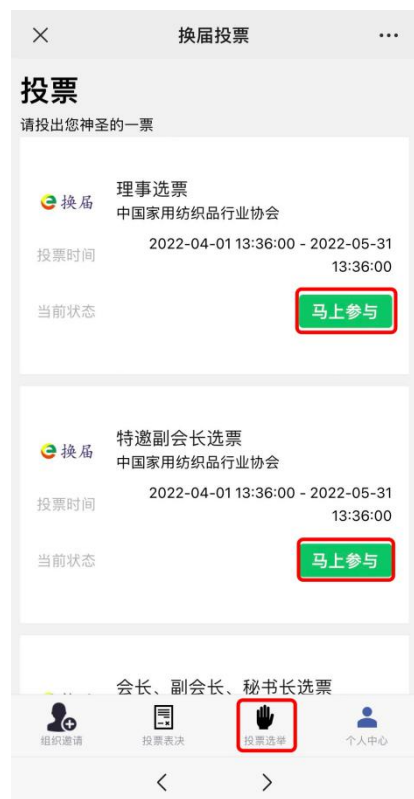 换届投票
投票
请投出您神圣的一票
e换届
理事选票
中国家用纺织品行业协会
投票时间
2022-04-01 13:36:00 - 2022-05-31
13:36:00
当前状态
马上参与
e换届
特邀副会长选票
中国家用纺织品行业协会
投票时间
2022-04-01 13:36:00 - 2022-05-31
13:36:00
当前状态
马上参与
会长、副会长、秘书长选票
组织邀请
投票表决
投票选举
个人中心